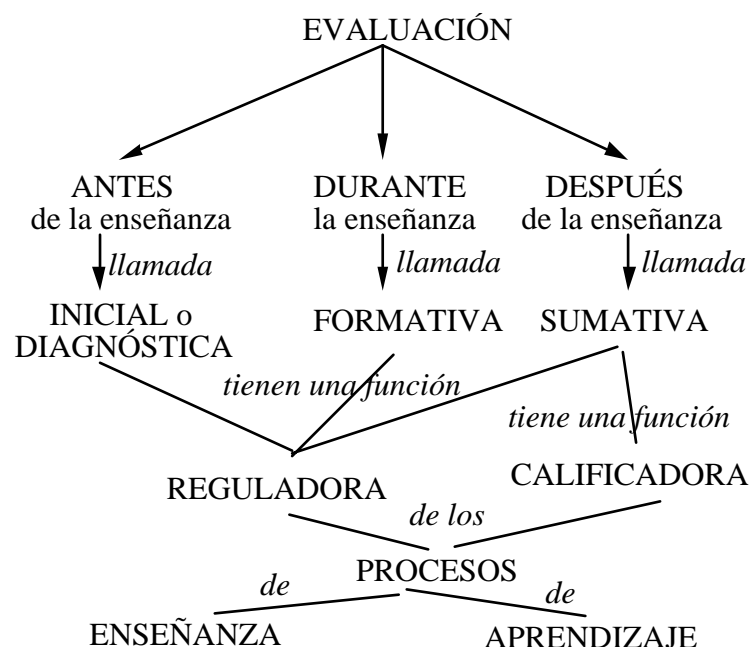 EVALUACIÓN
ANTES
de la enseñanza
DURANTE
la enseñanza
DESPUÉS
de la enseñanza
llamada
llamada
llamada
INICIAL o
DIAGNÓSTICA
FORMATIVA
SUMATIVA
tienen una función
tiene una función
REGULADORA
CALIFICADORA
de los
PROCESOS
de
de
ENSEÑANZA
APRENDIZAJE